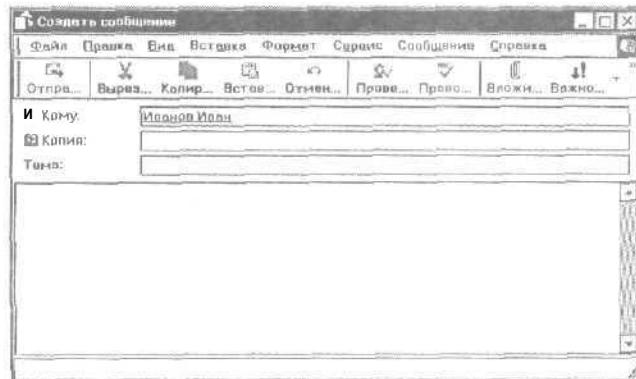 Создать сообщение
Файл Правка Вид Вставка Формат Сервис Сообщение Справка
Отпра... Вырез... Копир... Встав... Отмен... Прове... Право... Вложи... Важно...
И Кому:
Иванов Иван
Копия:
Тема: